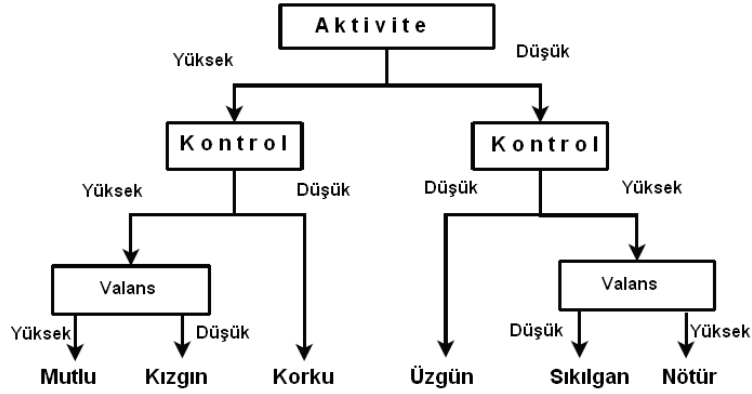 Aktivite
Yüksek
Düşük
Kontrol
Kontrol
Yüksek
Düşük
Düşük
Yüksek
Valans
Valans
Yüksek
Düşük
Düşük
Yüksek
Mutlu
Kızgın
Korku
Üzgün
Sıkılgan
Nötür